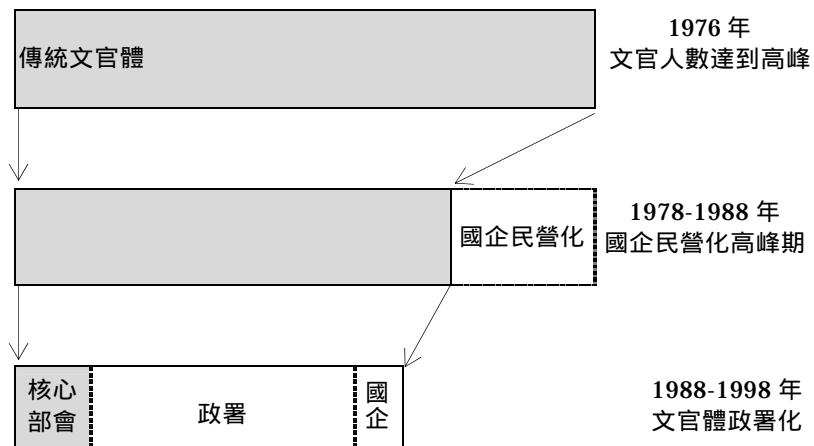 1976 年
傳統文官體
文官人數達到高峰
國企民營化
1978-1988 年
國企民營化高峰期
核心
部會
政署
國
企
1988-1998 年
文官體政署化